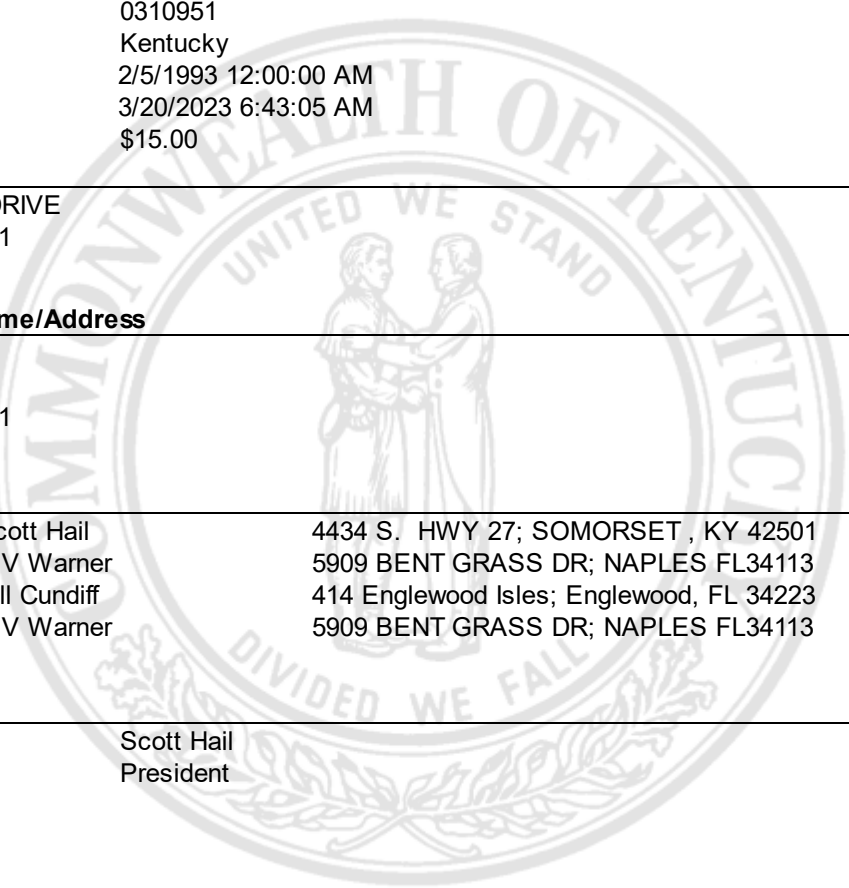 0310951
Kentucky
2/5/1993 12:00:00 AM
3/20/2023 6:43:05 AM
$15.00
COMMONWEALTH OF KENTUCKY
UNITED WE STAND
DIVIDED WE FALL
DRIVE
1
me/Address
1
cott Hail 4434 S. HWY 27; SOMORSET , KY 42501
V Warner 5909 BENT GRASS DR; NAPLES FL34113
ll Cundiff 414 Englewood Isles; Englewood, FL 34223
V Warner 5909 BENT GRASS DR; NAPLES FL34113
Scott Hail
President